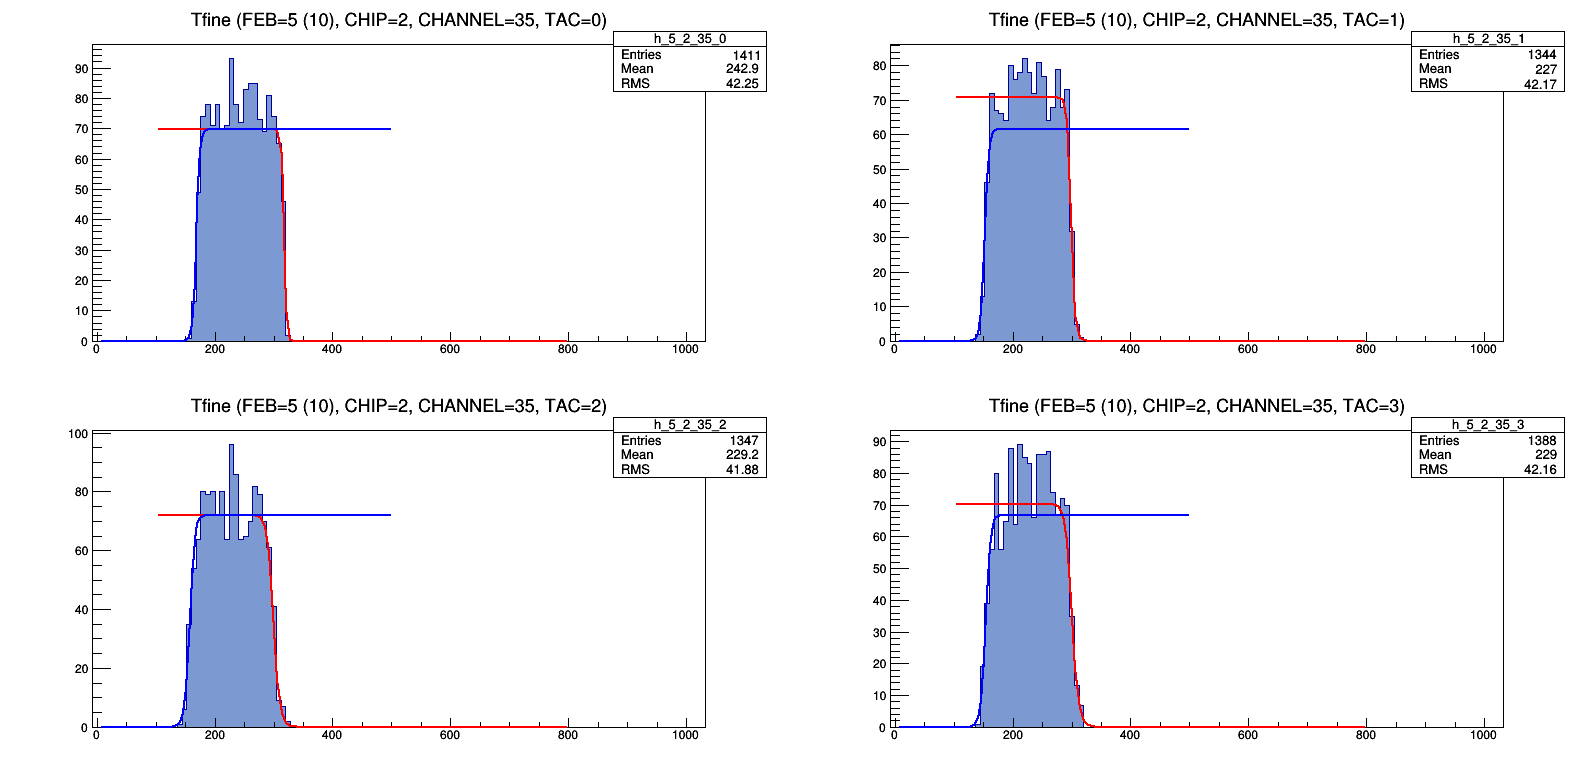 Tfine (FEB=5 (10), CHIP=2, CHANNEL=35, TAC=0)
h_5_2_35_0
Entries 1411
Mean 242.9
RMS 42.25
90
80
70
60
50
40
30
20
10
0
0 200 400 600 800 1000
Tfine (FEB=5 (10), CHIP=2, CHANNEL=35, TAC=1)
h_5_2_35_1
Entries 1344
Mean 227
RMS 42.17
80
70
60
50
40
30
20
10
0
0 200 400 600 800 1000
Tfine (FEB=5 (10), CHIP=2, CHANNEL=35, TAC=2)
h_5_2_35_2
Entries 1347
Mean 229.2
RMS 41.88
100
80
60
40
20
0
0 200 400 600 800 1000
Tfine (FEB=5 (10), CHIP=2, CHANNEL=35, TAC=3)
h_5_2_35_3
Entries 1388
Mean 229
RMS 42.16
90
80
70
60
50
40
30
20
10
0
0 200 400 600 800 1000